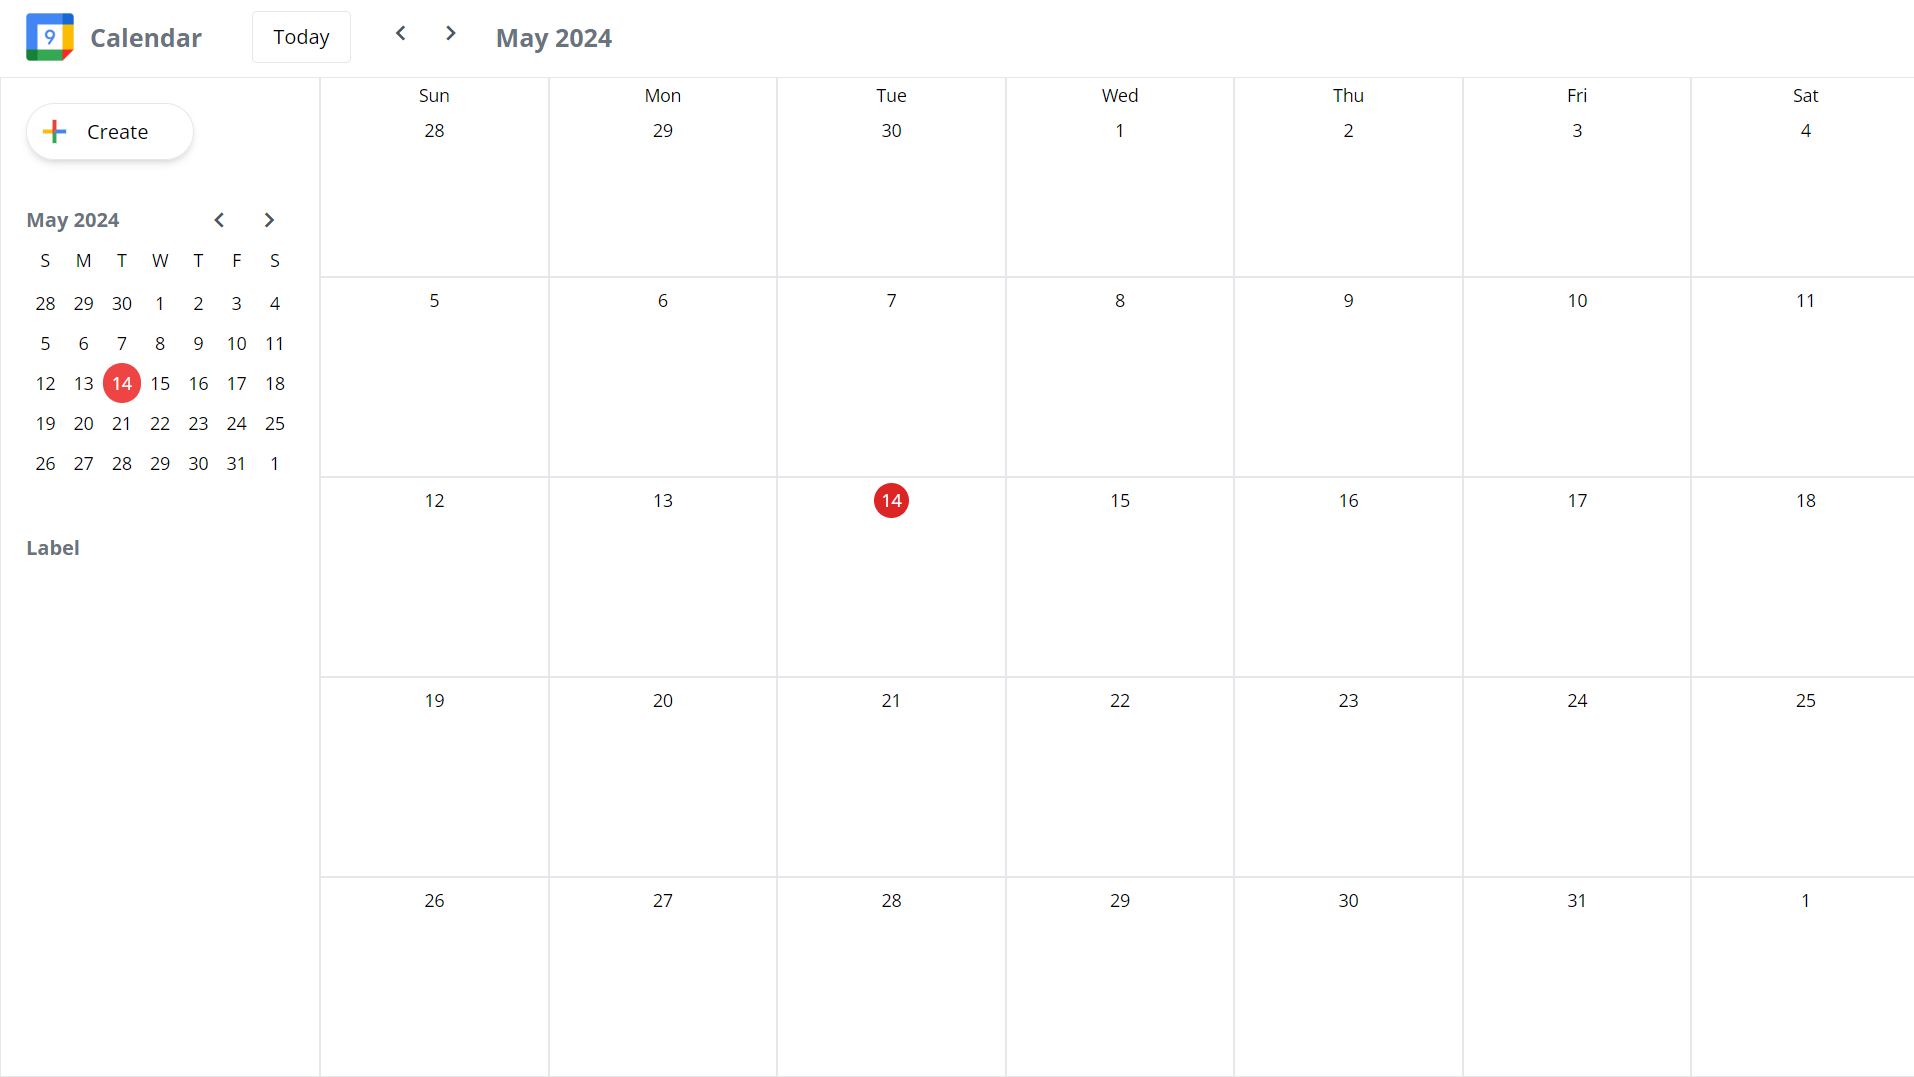 9 Calendar Today May 2024
Create
May 2024
S M T W T F S
28 29 30 1 2 3 4
5 6 7 8 9 10 11
12 13 14 15 16 17 18
19 20 21 22 23 24 25
26 27 28 29 30 31 1
Label
Sun Mon Tue Wed Thu Fri Sat
28 29 30 1 2 3 4
5 6 7 8 9 10 11
12 13 14 15 16 17 18
19 20 21 22 23 24 25
26 27 28 29 30 31 1